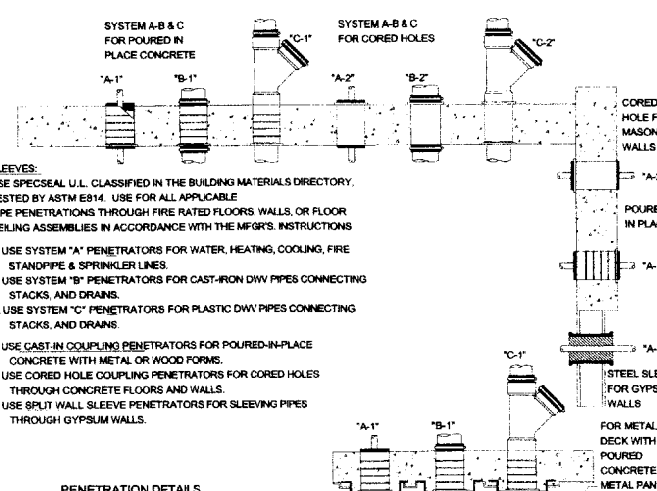 SYSTEM A-B & C
FOR POURED IN
PLACE CONCRETE
SYSTEM A-B & C
FOR CORED HOLES
"C-1"
"C-2"
"A-1"
"B-1"
"A-2"
"B-2"
CORED
HOLE F
MASON
WALLS
"A-
POURE
IN PLA
"A-
"A-
STEEL SLE
FOR GYPS
WALLS
LEEVES:
SE SPECSEAL U.L. CLASSIFIED IN THE BUILDING MATERIALS DIRECTORY,
ESTED BY ASTM E814. USE FOR ALL APPLICABLE
PE PENETRATIONS THROUGH FIRE RATED FLOORS WALLS, OR FLOOR
EILING ASSEMBLIES IN ACCORDANCE WITH THE MFGR'S. INSTRUCTIONS
USE SYSTEM "A" PENETRATORS FOR WATER, HEATING, COOLING, FIRE
STANDPIPE & SPRINKLER LINES.
USE SYSTEM "B" PENETRATORS FOR CAST-IRON DWV PIPES CONNECTING
STACKS, AND DRAINS.
USE SYSTEM "C" PENETRATORS FOR PLASTIC DWV PIPES CONNECTING
STACKS, AND DRAINS.
USE CAST-IN COUPLING PENETRATORS FOR POURED-IN-PLACE
CONCRETE WITH METAL OR WOOD FORMS.
USE CORED HOLE COUPLING PENETRATORS FOR CORED HOLES
THROUGH CONCRETE FLOORS AND WALLS.
USE SPLIT WALL SLEEVE PENETRATORS FOR SLEEVING PIPES
THROUGH GYPSUM WALLS.
"C-1"
"A-1"
"B-1"
FOR METAL
DECK WITH
POURED
CONCRETE
METAL PAN
PENETRATION DETAILS